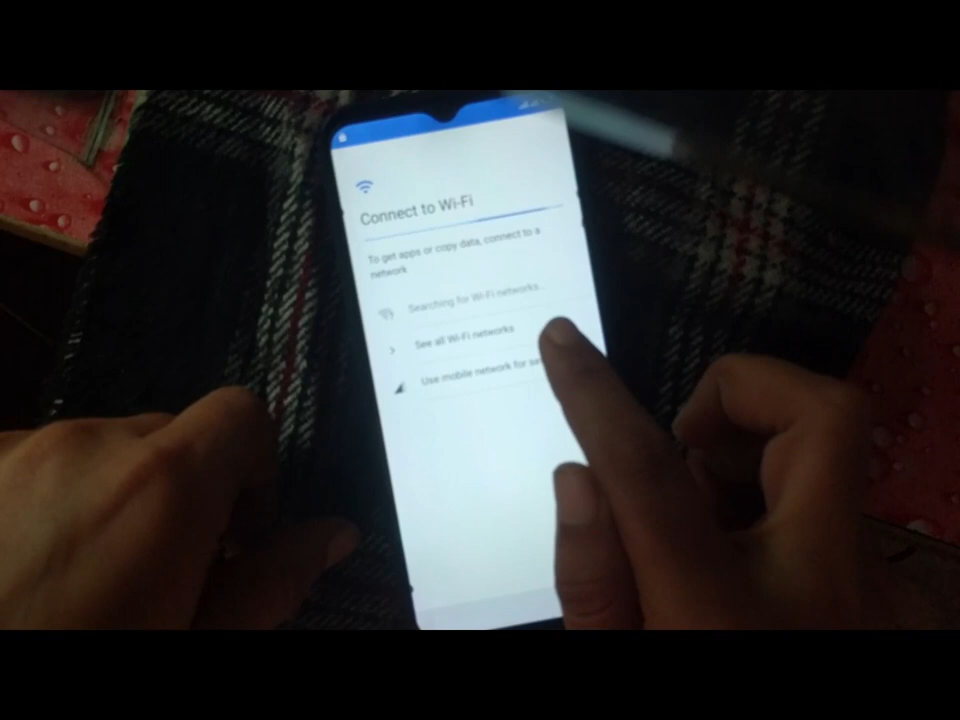 Connect to Wi-Fi
To get apps or copy data, connect to a
network
Searching for Wi-Fi networks...
See all Wi-Fi networks
Use mobile network for